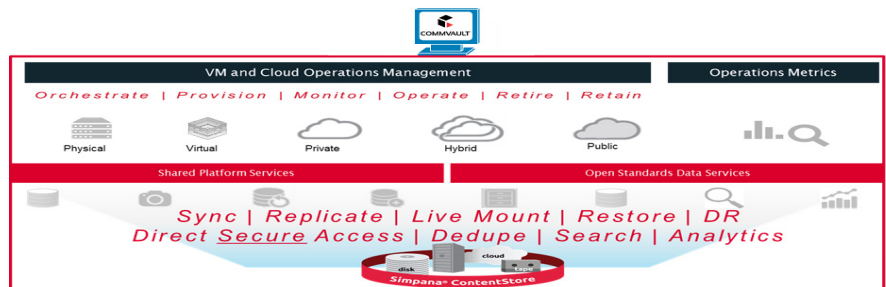 COMMVAULT
VM and Cloud Operations Management
Operations Metrics
Orchestrate | Provision | Monitor | Operate | Retire | Retain
Physical
Virtual
Private
Hybrid
Public
Shared Platform Services
Open Standards Data Services
Sync | Replicate | Live Mount | Restore | DR
Direct Secure Access | Dedupe | Search | Analytics
cloud
disk
tape
Simpana® ContentStore